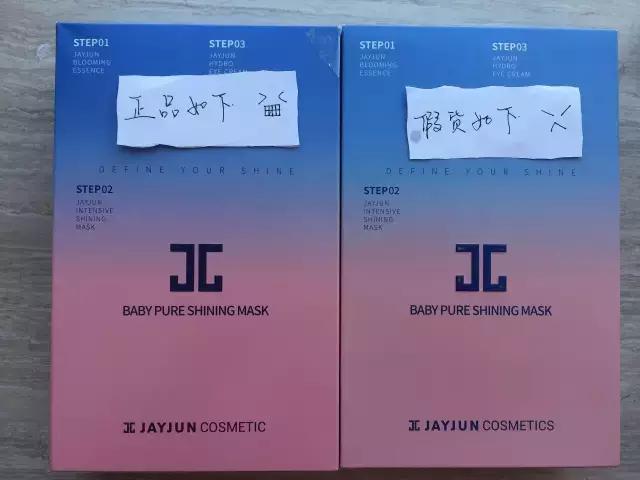 STEP01
JAYJUN
BLOOMING
ESSENCE
STEP03
JAYJUN
HYDRO
EYE CREAM
正品如下
DEFINE YOUR SHINE
STEP02
JAYJUN
INTENSIVE
SHINING
MASK
BABY PURE SHINING MASK
JAYJUN COSMETIC
STEP01
JAYJUN
BLOOMING
ESSENCE
STEP03
JAYJUN
HYDRO
EYE CREAM
假货如下
DEFINE YOUR SHINE
STEP02
JAYJUN
INTENSIVE
SHINING
MASK
BABY PURE SHINING MASK
JAYJUN COSMETICS